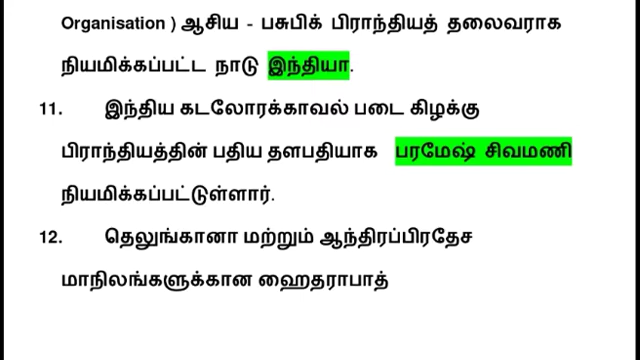 Organisation ) ஆசிய - பசுபிக் பிராந்தியத் தலைவராக
நியமிக்கப்பட்ட நாடு இந்தியா.
11. இந்திய கடலோரக்காவல் படை கிழக்கு
பிராந்தியத்தின் பதிய தளபதியாக பரமேஷ் சிவமணி
நியமிக்கப்பட்டுள்ளார்.
12. தெலுங்கானா மற்றும் ஆந்திரப்பிரதேச
மாநிலங்களுக்கான ஹைதராபாத்